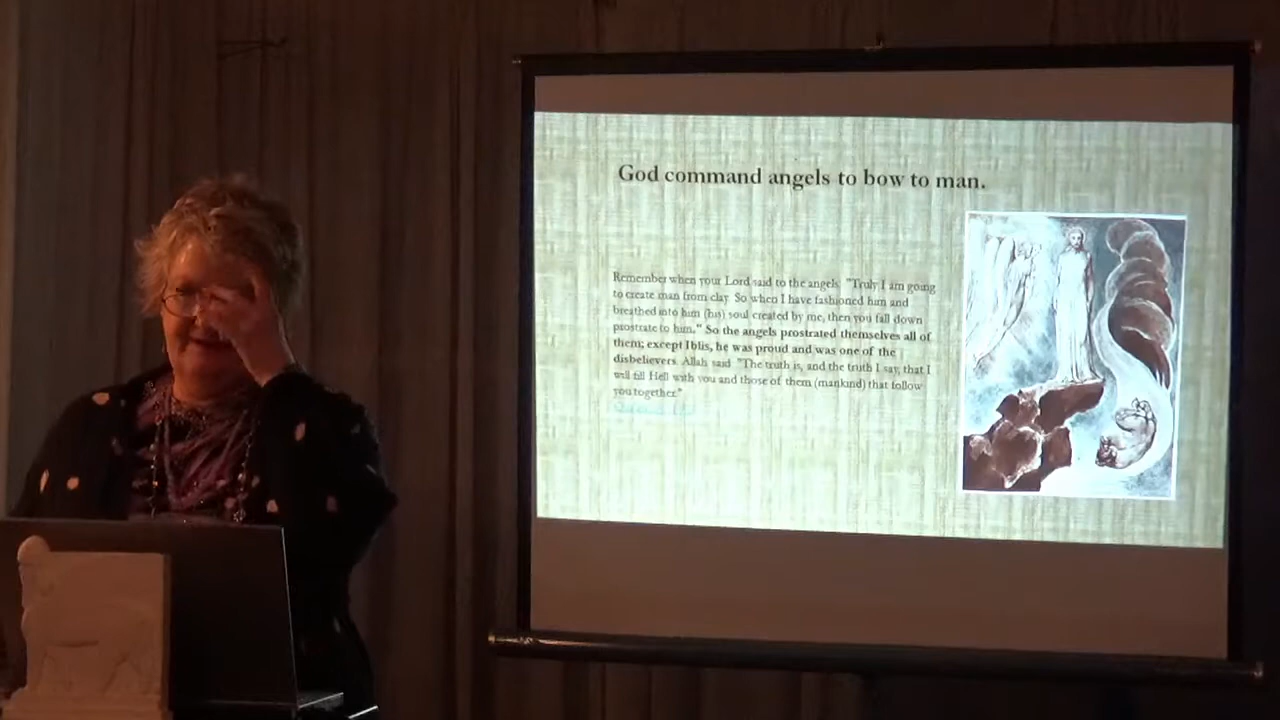 God command angels to bow to man.
Remember when your Lord said to the angels: "Truly I am going
to create man from clay. So when I have fashioned him and
breathed into him (his) soul created by me, then you fall down
prostrate to him." So the angels prostrated themselves all of
them; except Iblis, he was proud and was one of the
disbelievers. Allah said: "The truth is, and the truth I say, that I
will fill Hell with you and those of them (mankind) that follow
you together."